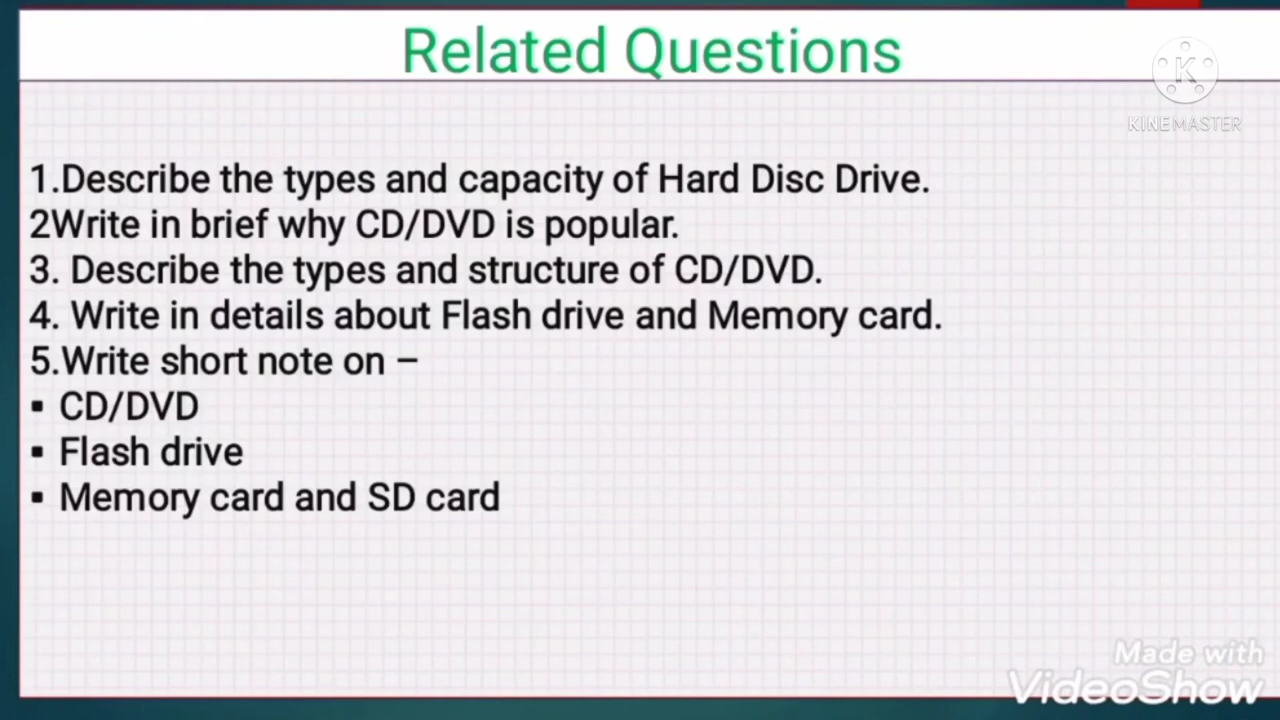 Related Questions
K
KINEMASTER
1.Describe the types and capacity of Hard Disc Drive.
2Write in brief why CD/DVD is popular.
3. Describe the types and structure of CD/DVD.
4. Write in details about Flash drive and Memory card.
5.Write short note on –
▪ CD/DVD
▪ Flash drive
▪ Memory card and SD card
Made with
VideoShow